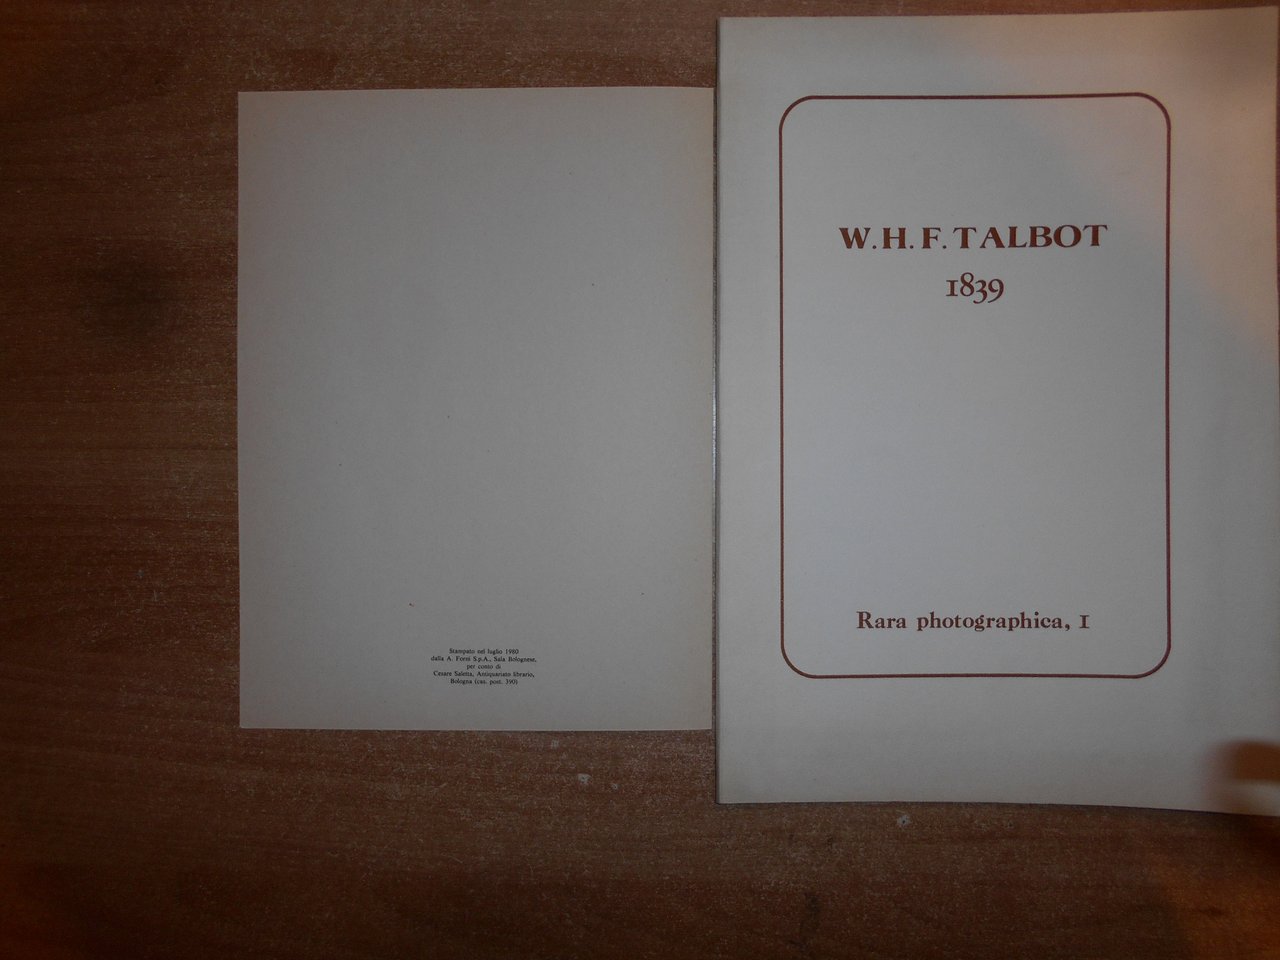 Stampato nel luglio 1980
dalla A. Forni S.p.A., Sala Bolognese,
per conto di
Cesare Saletta, Antiquariato librario,
Bologna (cas. post. 390)
W. H. F. TALBOT
1839
Rara photographica, I